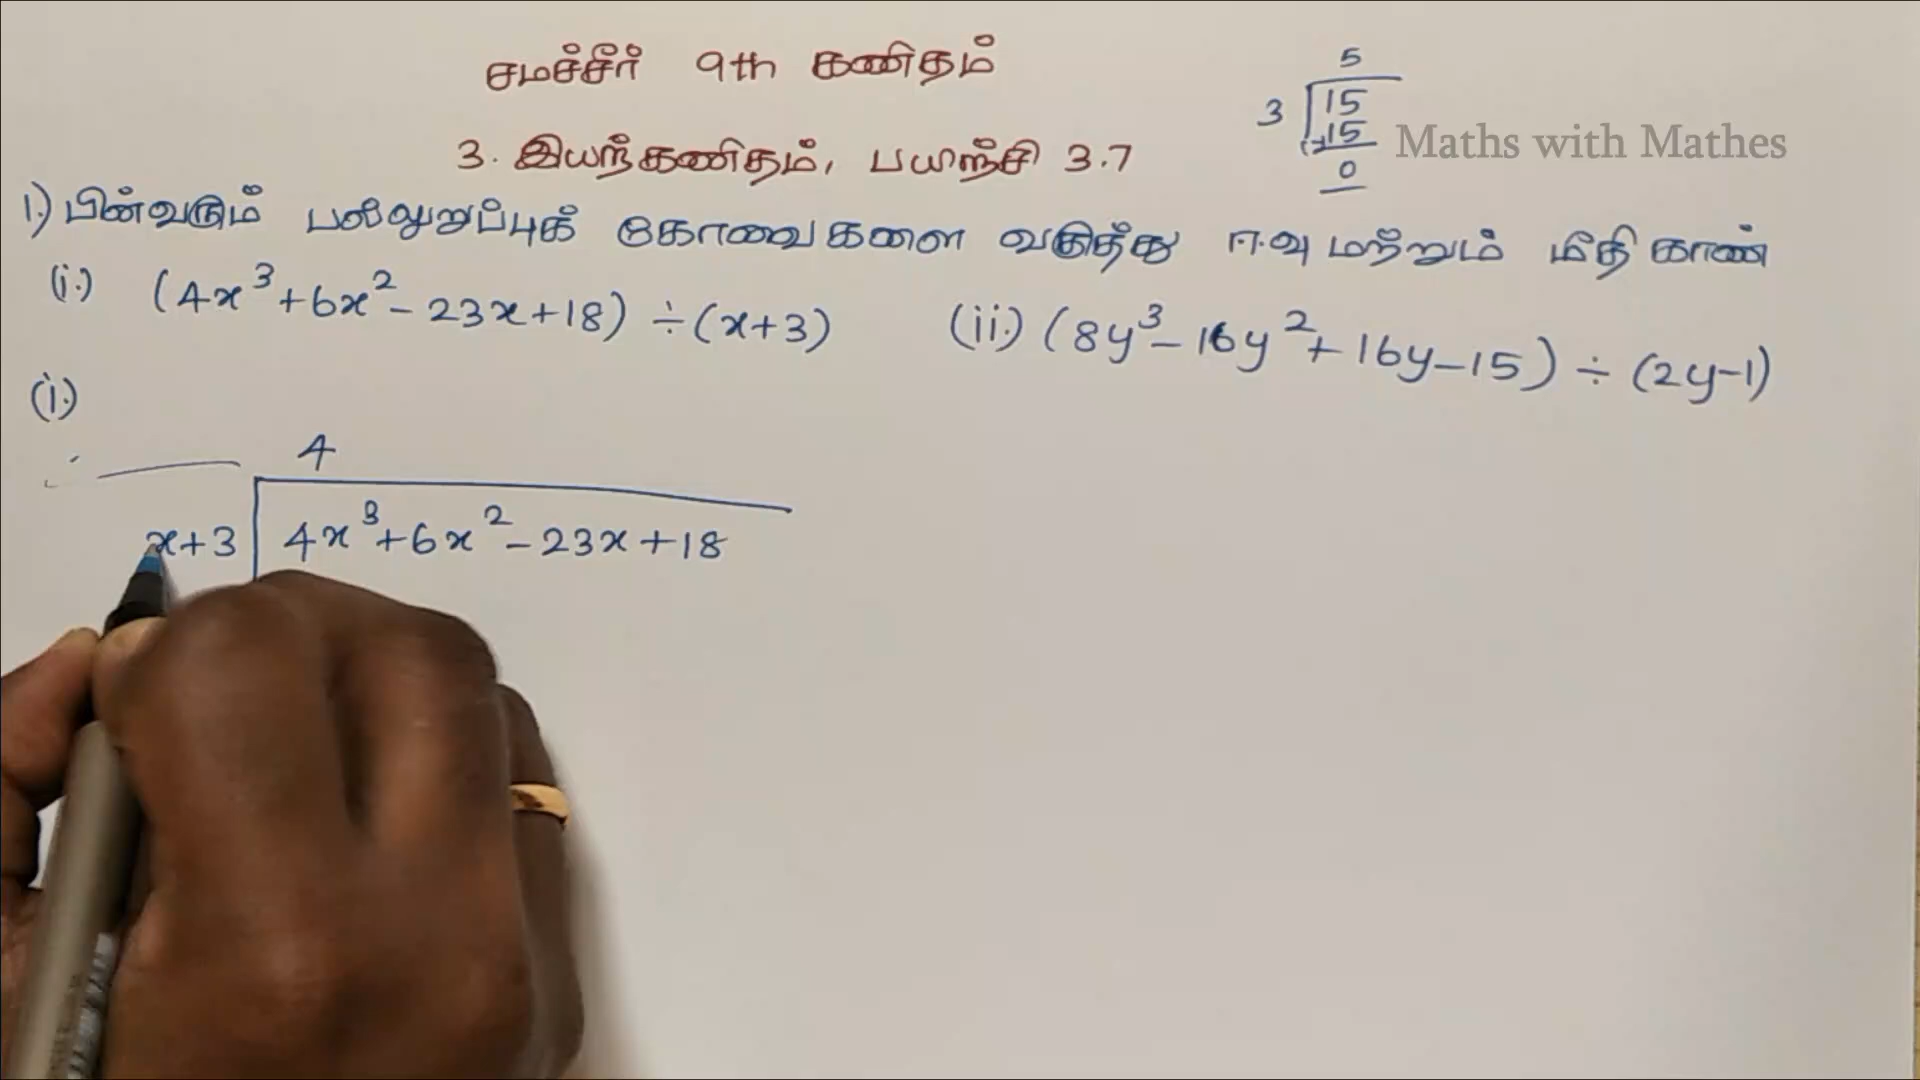 சமச்சீர் 9th கணிதம்
3. இயற்கணிதம், பயிற்சி 3.7
5
3 15
(-) 15
0
Maths with Mathes
1.) பின்வரும் பல்லுறுப்புக் கோவைகளை வகுத்து ஈ.வு மற்றும் மீதி காண்
(i.) (4x³+6x²-23x+18) ÷ (x+3) (ii.) (8y³-16y²+16y-15) ÷ (2y-1)
(i.)
4
x+3 4x³+6x²-23x+18